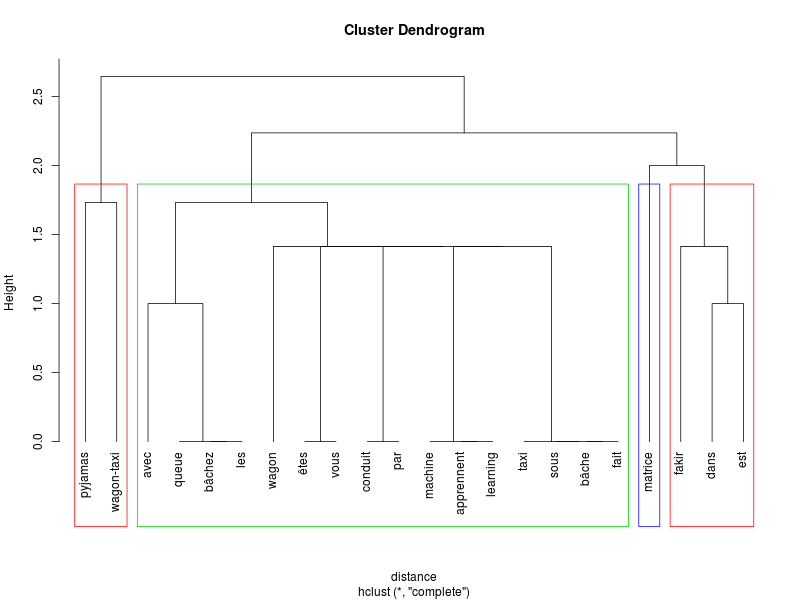 Cluster Dendrogram
Height
0.0
0.5
1.0
1.5
2.0
2.5
pyjamas
wagon-taxi
avec
queue
bâchez
les
wagon
êtes
vous
conduit
par
machine
apprennent
learning
taxi
sous
bâche
fait
matrice
fakir
dans
est
distance
hclust (*, "complete")